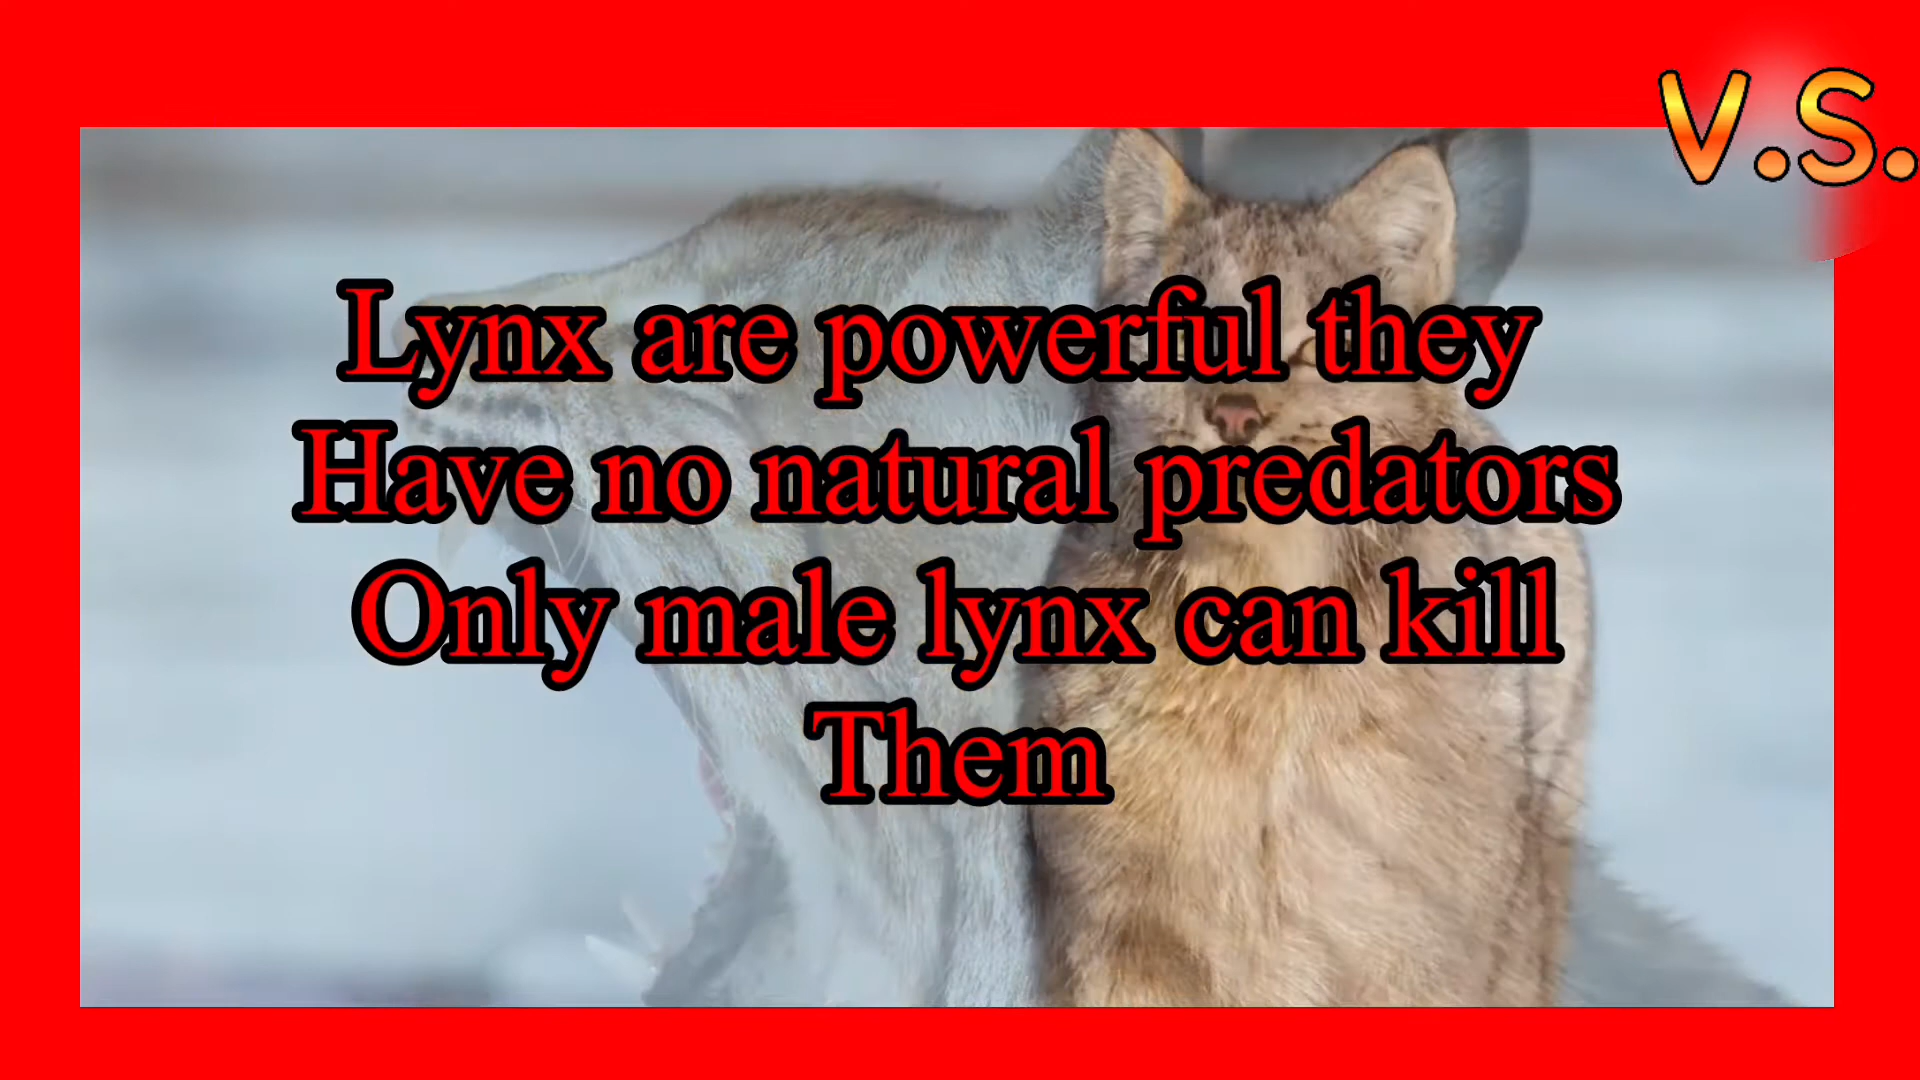 V.S.
Lynx are powerful they
Have no natural predators
Only male lynx can kill
Them